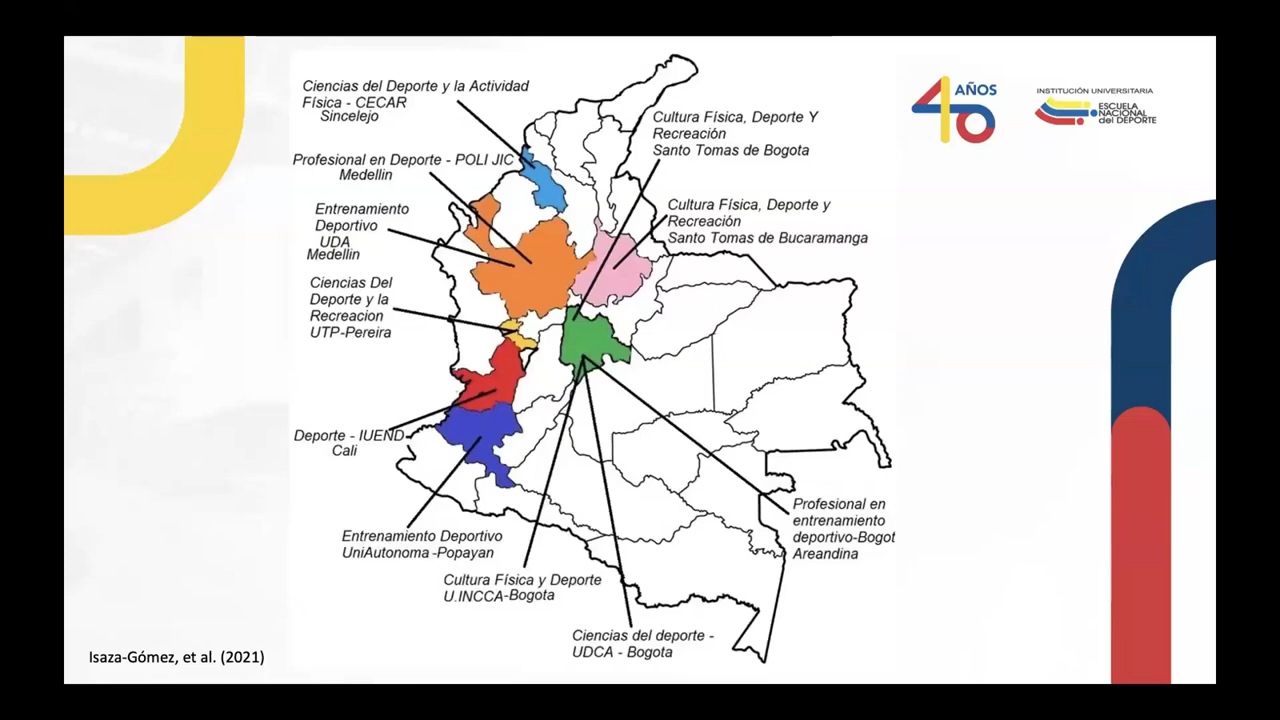 Ciencias del Deporte y la Actividad
Física - CECAR
Sincelejo
Profesional en Deporte - POLI JIC
Medellin
Entrenamiento
Deportivo
UDA
Medellin
Ciencias Del
Deporte y la
Recreacion
UTP-Pereira
Deporte - IUEND
Cali
Entrenamiento Deportivo
UniAutonoma -Popayan
Cultura Física y Deporte
U.INCCA-Bogota
Ciencias del deporte -
UDCA - Bogota
Profesional en
entrenamiento
deportivo-Bogot
Areandina
Cultura Física, Deporte Y
Recreación
Santo Tomas de Bogota
Cultura Física, Deporte y
Recreación
Santo Tomas de Bucaramanga
40 AÑOS
INSTITUCIÓN UNIVERSITARIA
ESCUELA
NACIONAL
del DEPORTE
Isaza-Gómez, et al. (2021)